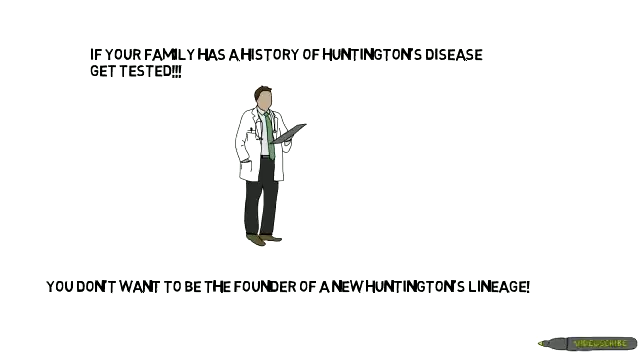 IF YOUR FAMILY HAS A HISTORY OF HUNTINGTON'S DISEASE
GET TESTED!!!
YOU DON'T WANT TO BE THE FOUNDER OF A NEW HUNTINGTON'S LINEAGE!
VIDEOSCRIBE